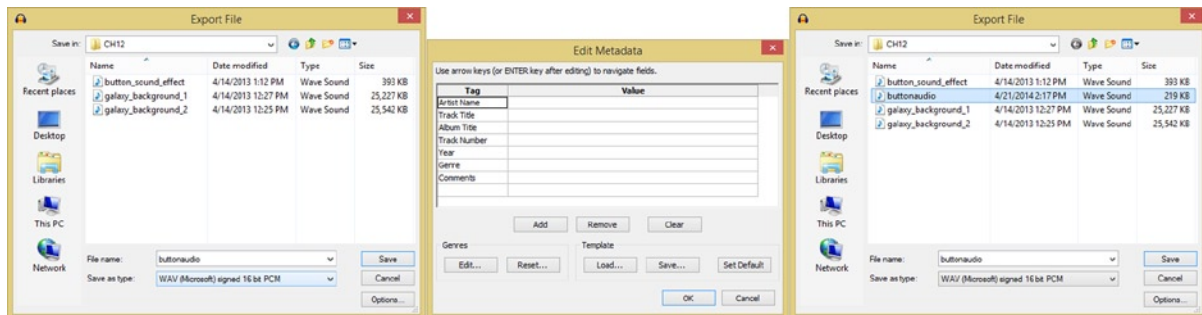 Export File
Save in:
CH12
Name Date modified Type Size
button_sound_effect 4/14/2013 1:12 PM Wave Sound 393 KB
galaxy_background_1 4/14/2013 12:27 PM Wave Sound 25,227 KB
galaxy_background_2 4/14/2013 12:25 PM Wave Sound 25,542 KB
Recent places
Desktop
Libraries
This PC
Network
File name: buttonaudio Save
Save as type: WAV (Microsoft) signed 16 bit PCM Cancel
Options...
Edit Metadata
Use arrow keys (or ENTER key after editing) to navigate fields.
Tag Value
Artist Name
Track Title
Album Title
Track Number
Year
Genre
Comments
Add Remove Clear
Genres Template
Edit... Reset... Load... Save... Set Default
OK Cancel
Export File
Save in: CH12
Name Date modified Type Size
button_sound_effect 4/14/2013 1:12 PM Wave Sound 393 KB
buttonaudio 4/21/2014 2:17 PM Wave Sound 219 KB
galaxy_background_1 4/14/2013 12:27 PM Wave Sound 25,227 KB
galaxy_background_2 4/14/2013 12:25 PM Wave Sound 25,542 KB
Recent places
Desktop
Libraries
This PC
Network
File name: buttonaudio Save
Save as type: WAV (Microsoft) signed 16 bit PCM Cancel
Options...